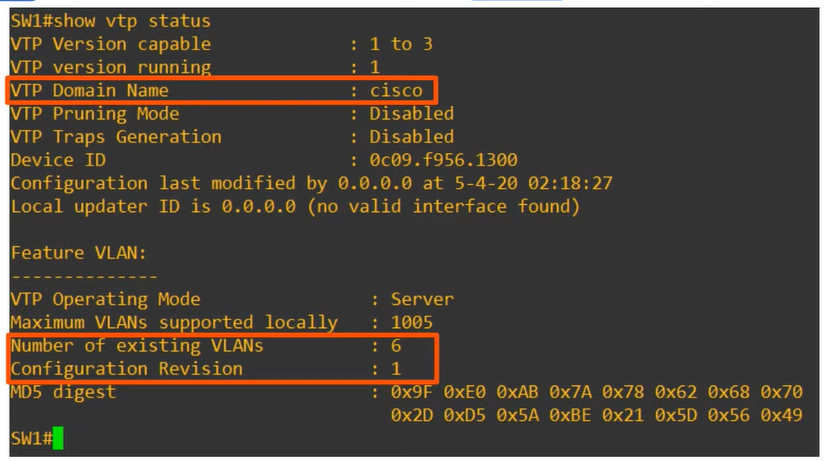 SW1#show vtp status
VTP Version capable : 1 to 3
VTP version running : 1
VTP Domain Name : cisco
VTP Pruning Mode : Disabled
VTP Traps Generation : Disabled
Device ID : 0c09.f956.1300
Configuration last modified by 0.0.0.0 at 5-4-20 02:18:27
Local updater ID is 0.0.0.0 (no valid interface found)
Feature VLAN:
--------------
VTP Operating Mode : Server
Maximum VLANs supported locally : 1005
Number of existing VLANs : 6
Configuration Revision : 1
MD5 digest : 0x9F 0xE0 0xAB 0x7A 0x78 0x62 0x68 0x70
0x2D 0xD5 0x5A 0xBE 0x21 0x5D 0x56 0x49
SW1#